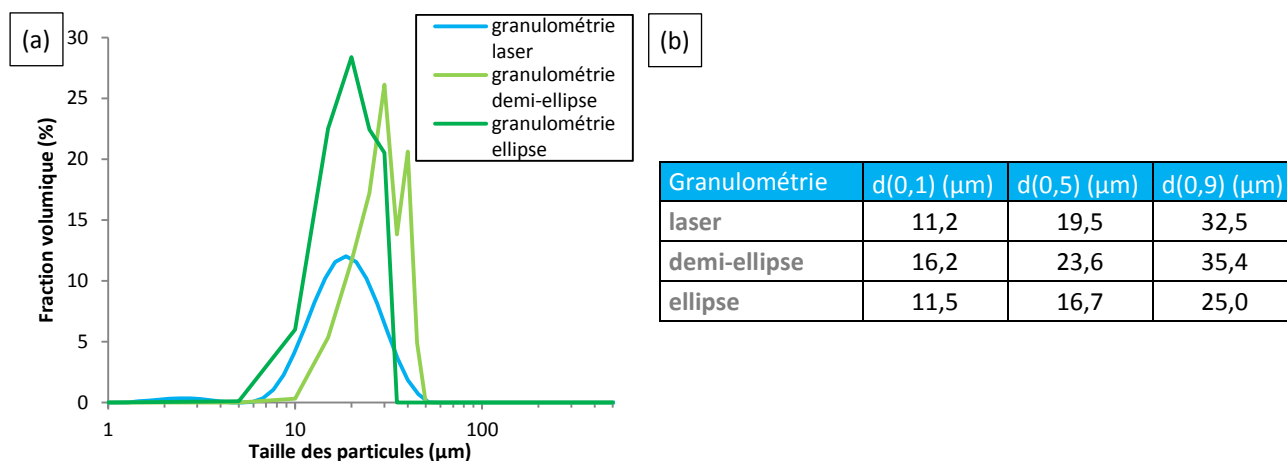 (a)
30
25
20
15
10
5
0
Fraction volumique (%)
1
10
100
Taille des particules (µm)
granulométrie
laser
granulométrie
demi-ellipse
granulométrie
ellipse
(b)
Granulométrie d(0,1) (µm) d(0,5) (µm) d(0,9) (µm)
laser 11,2 19,5 32,5
demi-ellipse 16,2 23,6 35,4
ellipse 11,5 16,7 25,0